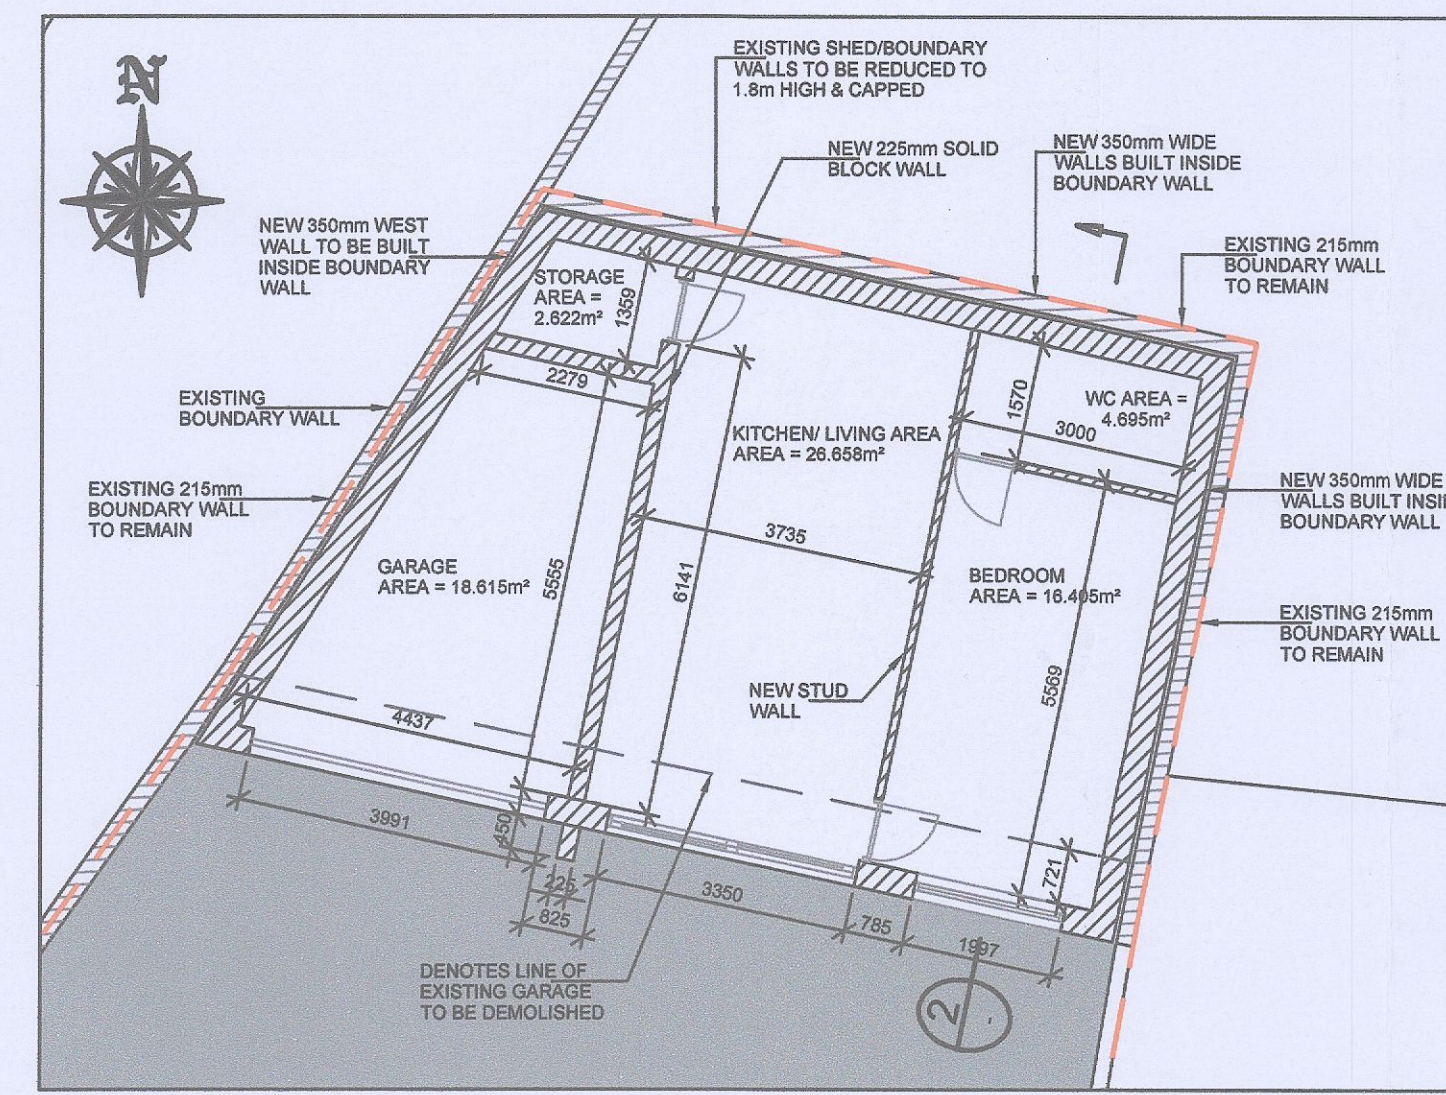 N
EXISTING SHED/BOUNDARY
WALLS TO BE REDUCED TO
1.8m HIGH & CAPPED
NEW 225mm SOLID
BLOCK WALL
NEW 350mm WIDE
WALLS BUILT INSIDE
BOUNDARY WALL
EXISTING 215mm
BOUNDARY WALL
TO REMAIN
NEW 350mm WEST
WALL TO BE BUILT
INSIDE BOUNDARY
WALL
STORAGE
AREA =
2.622m²
1359
2279
EXISTING
BOUNDARY WALL
KITCHEN/ LIVING AREA
AREA = 26.658m²
1570
WC AREA =
4.695m²
3000
EXISTING 215mm
BOUNDARY WALL
TO REMAIN
NEW 350mm WIDE
WALLS BUILT INSI
BOUNDARY WALL
3735
GARAGE
AREA = 18.615m²
5555
6141
BEDROOM
AREA = 16.405m²
EXISTING 215mm
BOUNDARY WALL
TO REMAIN
NEW STUD
WALL
5569
4437
3991
450
225
825
3350
785
721
1997
DENOTES LINE OF
EXISTING GARAGE
TO BE DEMOLISHED
2
-